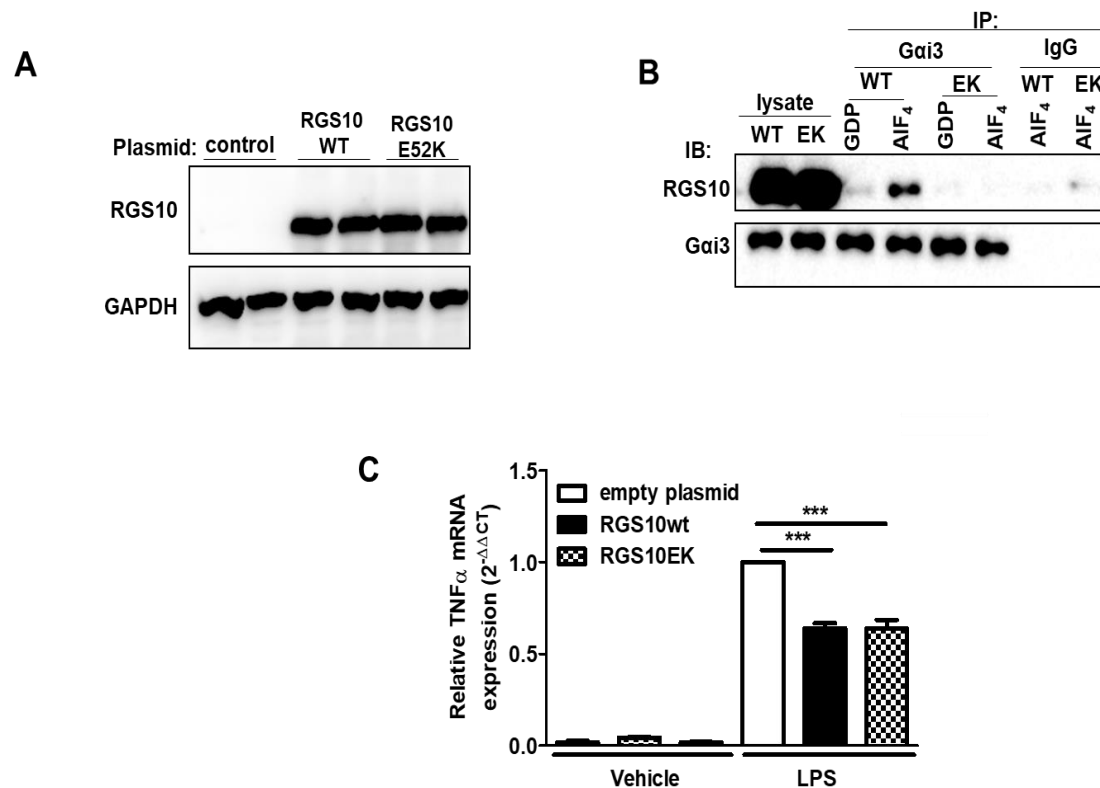 A
Plasmid:
control
RGS10
WT
RGS10
E52K
RGS10
GAPDH
B
IP:
Gαi3
IgG
WT
EK
WT
EK
lysate
WT
EK
GDP
AlF4
GDP
AlF4
AlF4
AlF4
IB:
RGS10
Gαi3
C
Relative TNFα mRNA
expression (2-ΔΔCT)
1.5
1.0
0.5
0.0
empty plasmid
RGS10wt
RGS10EK
***
***
Vehicle
LPS